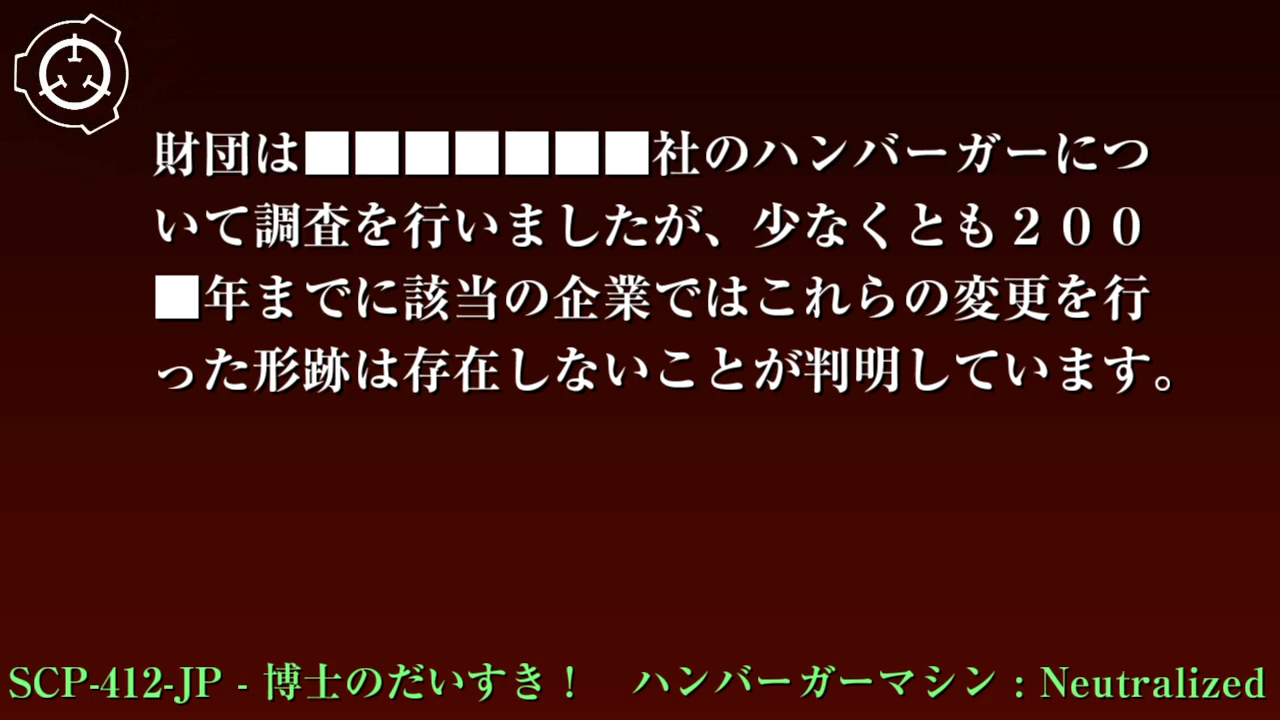 財団は■■■■■■■社のハンバーガーにつ
いて調査を行いましたが、少なくとも２００
■年までに該当の企業ではこれらの変更を行
った形跡は存在しないことが判明しています。
SCP-412-JP - 博士のだいすき！　ハンバーガーマシン : Neutralized